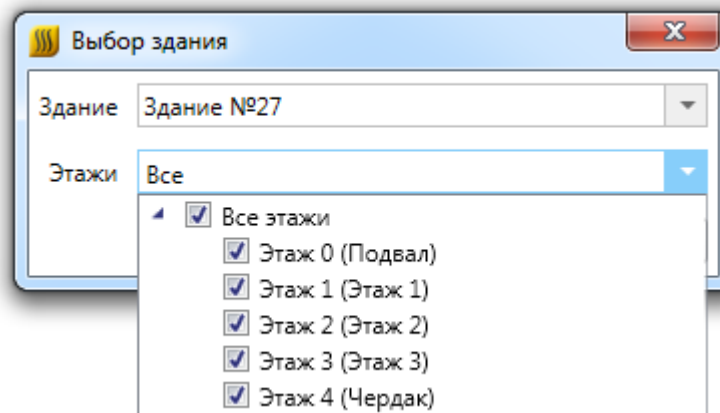 Выбор здания
Здание Здание №27
Этажи Все
Все этажи
Этаж 0 (Подвал)
Этаж 1 (Этаж 1)
Этаж 2 (Этаж 2)
Этаж 3 (Этаж 3)
Этаж 4 (Чердак)